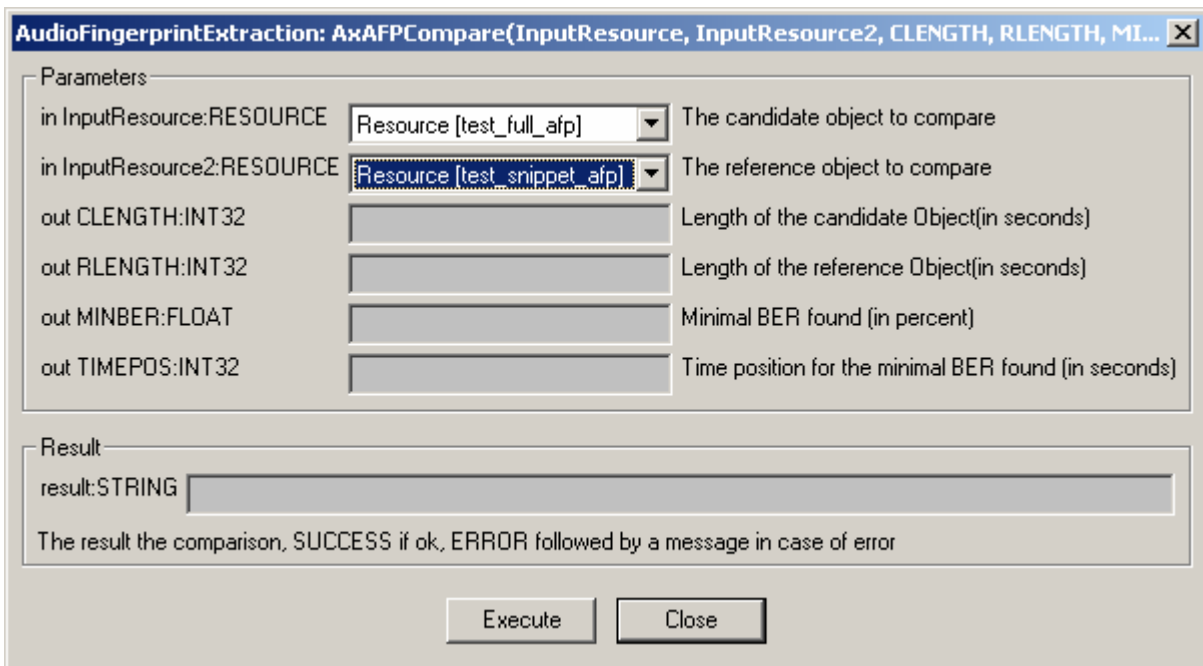 AudioFingerprintExtraction: AxAFPCompare(InputResource, InputResource2, CLENGTH, RLENGTH, MI...
Parameters
in InputResource:RESOURCE Resource [test_full_afp] The candidate object to compare
in InputResource2:RESOURCE Resource [test_snippet_afp] The reference object to compare
out CLENGTH:INT32 Length of the candidate Object(in seconds)
out RLENGTH:INT32 Length of the reference Object(in seconds)
out MINBER:FLOAT Minimal BER found (in percent)
out TIMEPOS:INT32 Time position for the minimal BER found (in seconds)
Result
result:STRING
The result the comparison, SUCCESS if ok, ERROR followed by a message in case of error
Execute Close